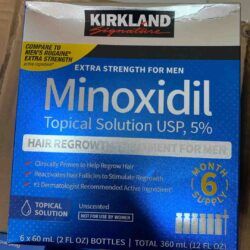 KIRKLAND
Signature
COMPARE TO
MEN'S ROGAINE®
EXTRA STRENGTH
active ingredient
EXTRA STRENGTH FOR MEN
Minoxidil
Topical Solution USP, 5%
HAIR REGROWTH TREATMENT FOR MEN
Clinically Proven to Help Regrow Hair
Reactivates Hair Follicles to Stimulate Regrowth
#1 Dermatologist Recommended Active Ingredient
MONTH
6
SUPPLY
TOPICAL
SOLUTION
Unscented
NOT FOR USE BY WOMEN
6 x 60 mL (2 FL OZ) BOTTLES | TOTAL 360 mL (12 FL OZ)